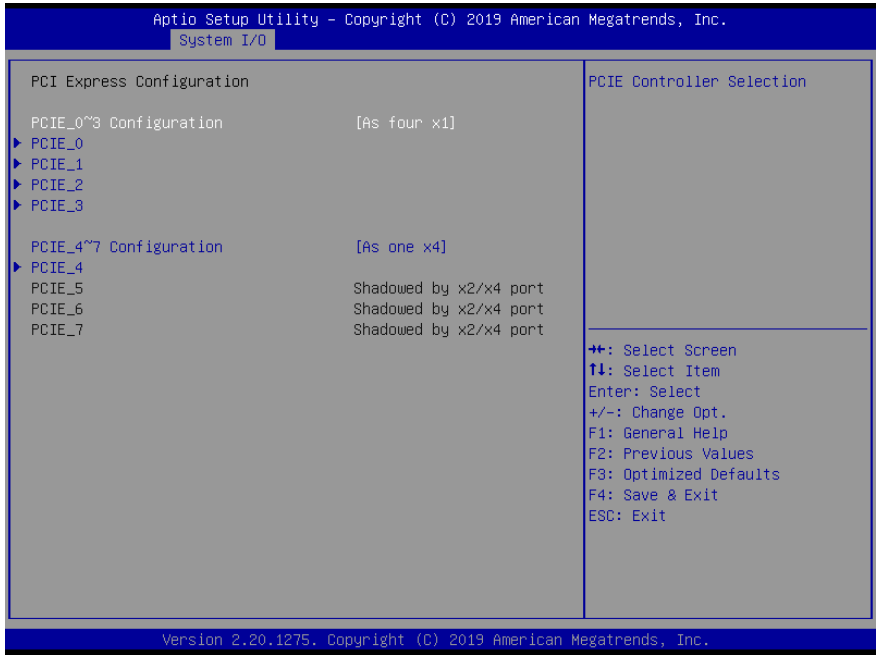 Aptio Setup Utility – Copyright (C) 2019 American Megatrends, Inc.
System I/O
PCI Express Configuration
PCIE_0~3 Configuration [As four x1]
PCIE_0
PCIE_1
PCIE_2
PCIE_3
PCIE_4~7 Configuration [As one x4]
PCIE_4
PCIE_5 Shadowed by x2/x4 port
PCIE_6 Shadowed by x2/x4 port
PCIE_7 Shadowed by x2/x4 port
PCIE Controller Selection
→←: Select Screen
↑↓: Select Item
Enter: Select
+/-: Change Opt.
F1: General Help
F2: Previous Values
F3: Optimized Defaults
F4: Save & Exit
ESC: Exit
Version 2.20.1275. Copyright (C) 2019 American Megatrends, Inc.